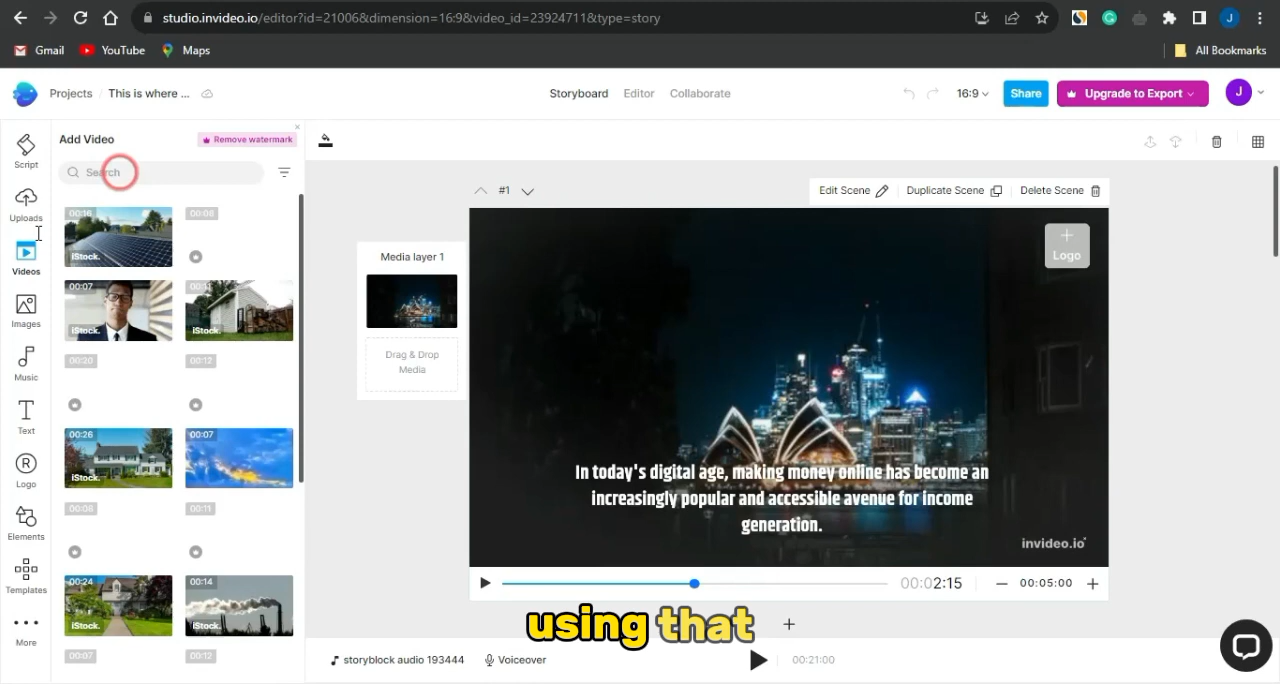 studio.invideo.io/editor?id=21006&dimension=16:9&video_id=23924711&type=story
J
Gmail YouTube Maps All Bookmarks
Projects / This is where ... Storyboard Editor Collaborate 16:9 Share Upgrade to Export J
Script
Uploads
Videos
Images
Music
Text
Logo
Elements
Templates
More
Add Video Remove watermark
Search
00:16 00:08
iStock.
00:07 00:11
iStock. iStock.
00:20 00:12
00:26 00:07
iStock.
00:08 00:11
00:24 00:14
iStock. iStock.
00:07 00:12
#1 Edit Scene Duplicate Scene Delete Scene
Media layer 1
Drag & Drop
Media
+
Logo
In today's digital age, making money online has become an
increasingly popular and accessible avenue for income
generation.
invideo.io
00:02:15 00:05:00
using that
storyblock audio 193444 Voiceover 00:21:00